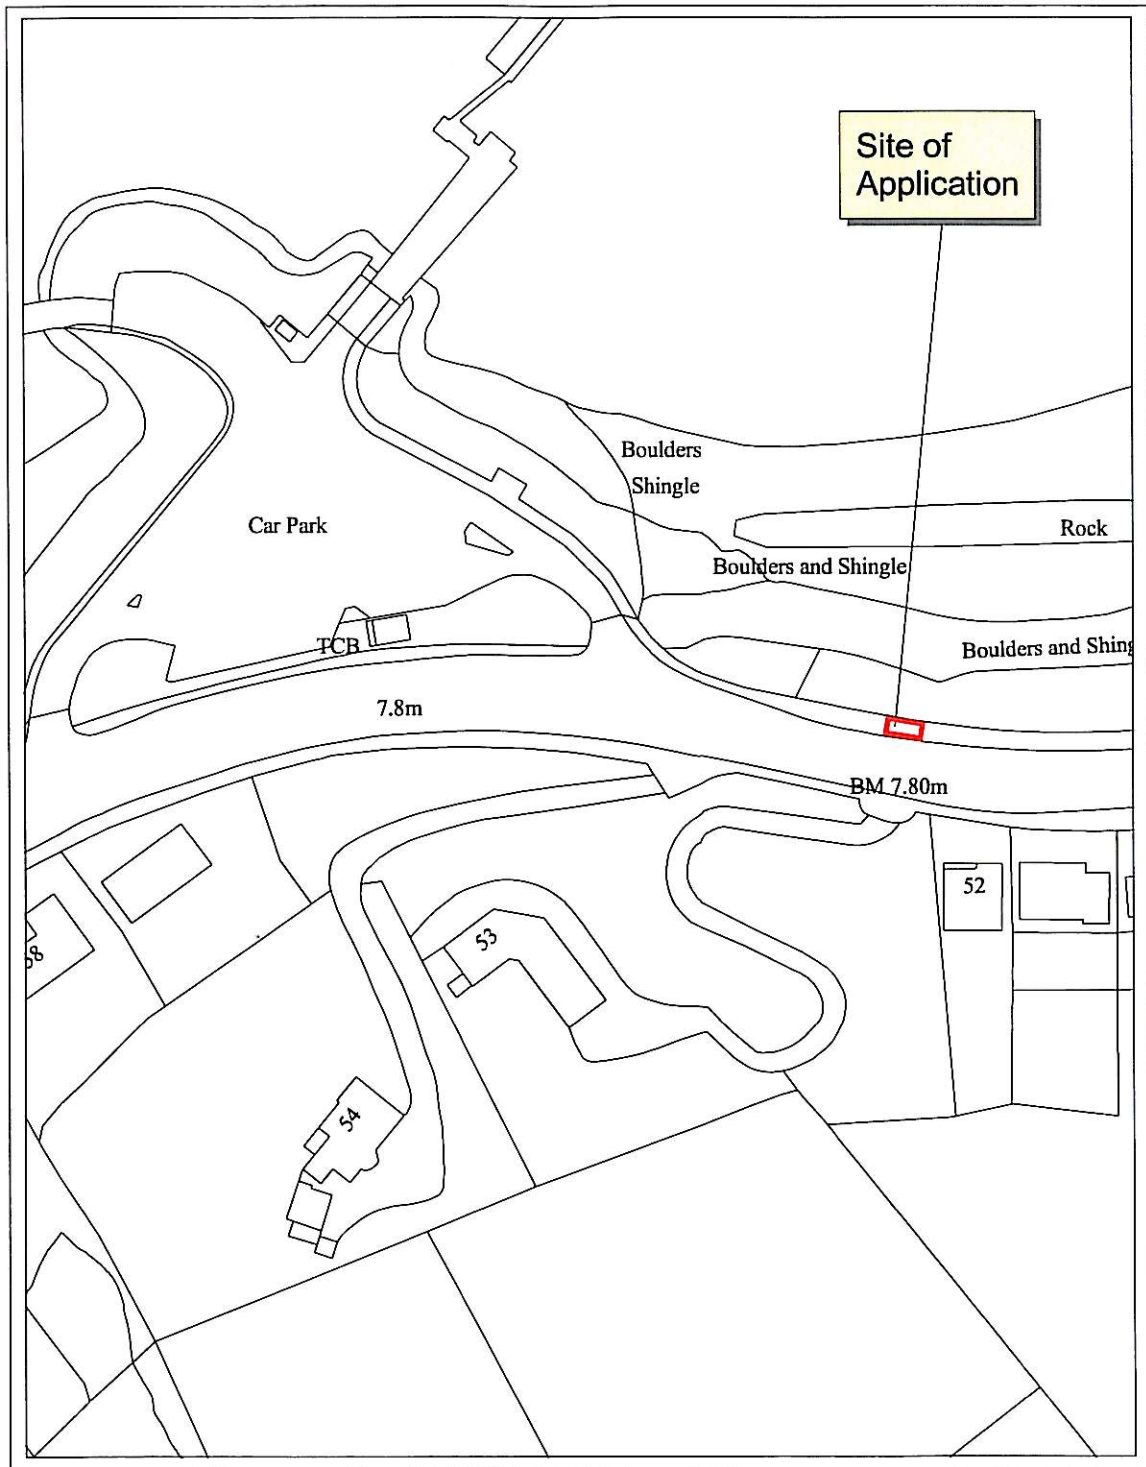 Site of
Application
Boulders
Shingle
Car Park
Rock
Boulders and Shingle
TCB
Boulders and Shing
7.8m
BM 7.80m
52
53
58
54